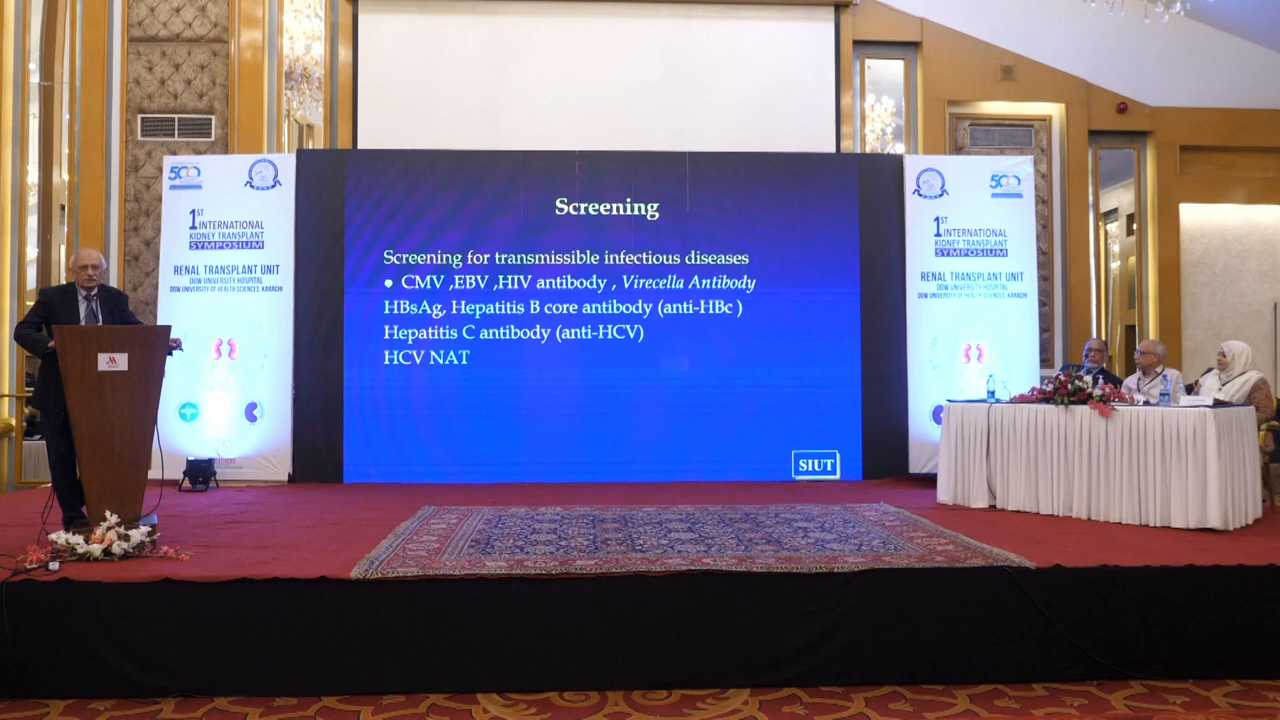 500
1ST
INTERNATIONAL
KIDNEY TRANSPLANT
SYMPOSIUM
RENAL TRANSPLANT UNIT
DOW UNIVERSITY HOSPITAL
DOW UNIVERSITY OF HEALTH SCIENCES, KARACHI
Screening
Screening for transmissible infectious diseases
● CMV ,EBV ,HIV antibody , Virecella Antibody
HBsAg, Hepatitis B core antibody (anti-HBc )
Hepatitis C antibody (anti-HCV)
HCV NAT
SIUT
500
1ST
INTERNATIONAL
KIDNEY TRANSPLANT
SYMPOSIUM
RENAL TRANSPLANT UNIT
DOW UNIVERSITY HOSPITAL
DOW UNIVERSITY OF HEALTH SCIENCES, KARACHI